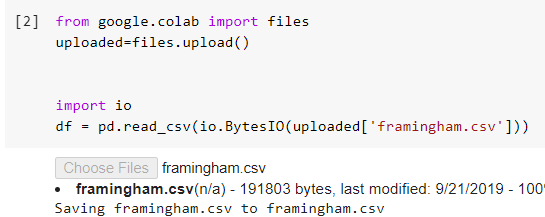 [2] from google.colab import files
uploaded=files.upload()
import io
df = pd.read_csv(io.BytesIO(uploaded['framingham.csv']))
Choose Files framingham.csv
• framingham.csv(n/a) - 191803 bytes, last modified: 9/21/2019 - 100
Saving framingham.csv to framingham.csv